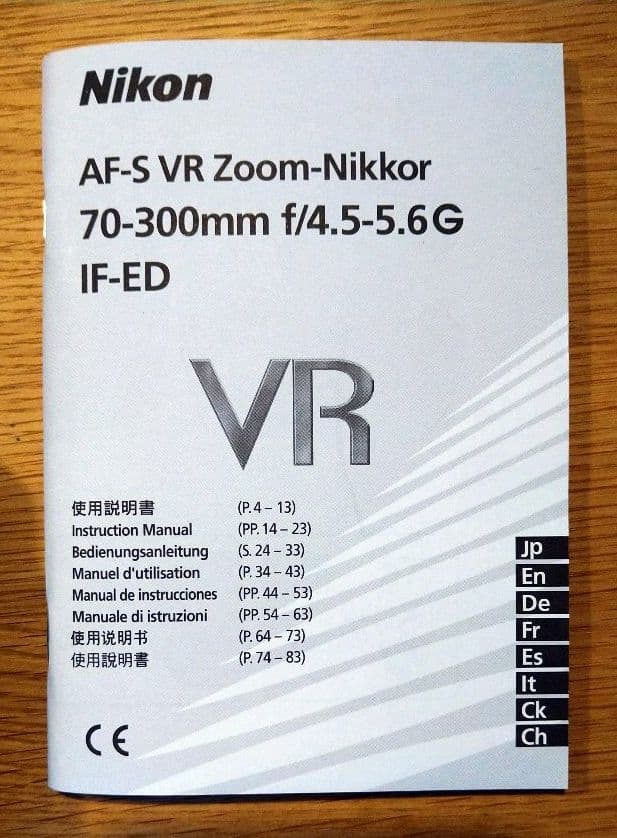 Nikon
AF-S VR Zoom-Nikkor
70-300mm f/4.5-5.6G
IF-ED
VR
使用説明書 (P. 4 – 13)
Instruction Manual (PP. 14 – 23)
Bedienungsanleitung (S. 24 – 33)
Manuel d'utilisation (P. 34 – 43)
Manual de instrucciones (PP. 44 – 53)
Manuale di istruzioni (PP. 54 – 63)
使用说明书 (P. 64 – 73)
使用說明書 (P. 74 – 83)
Jp
En
De
Fr
Es
It
Ck
Ch
CE